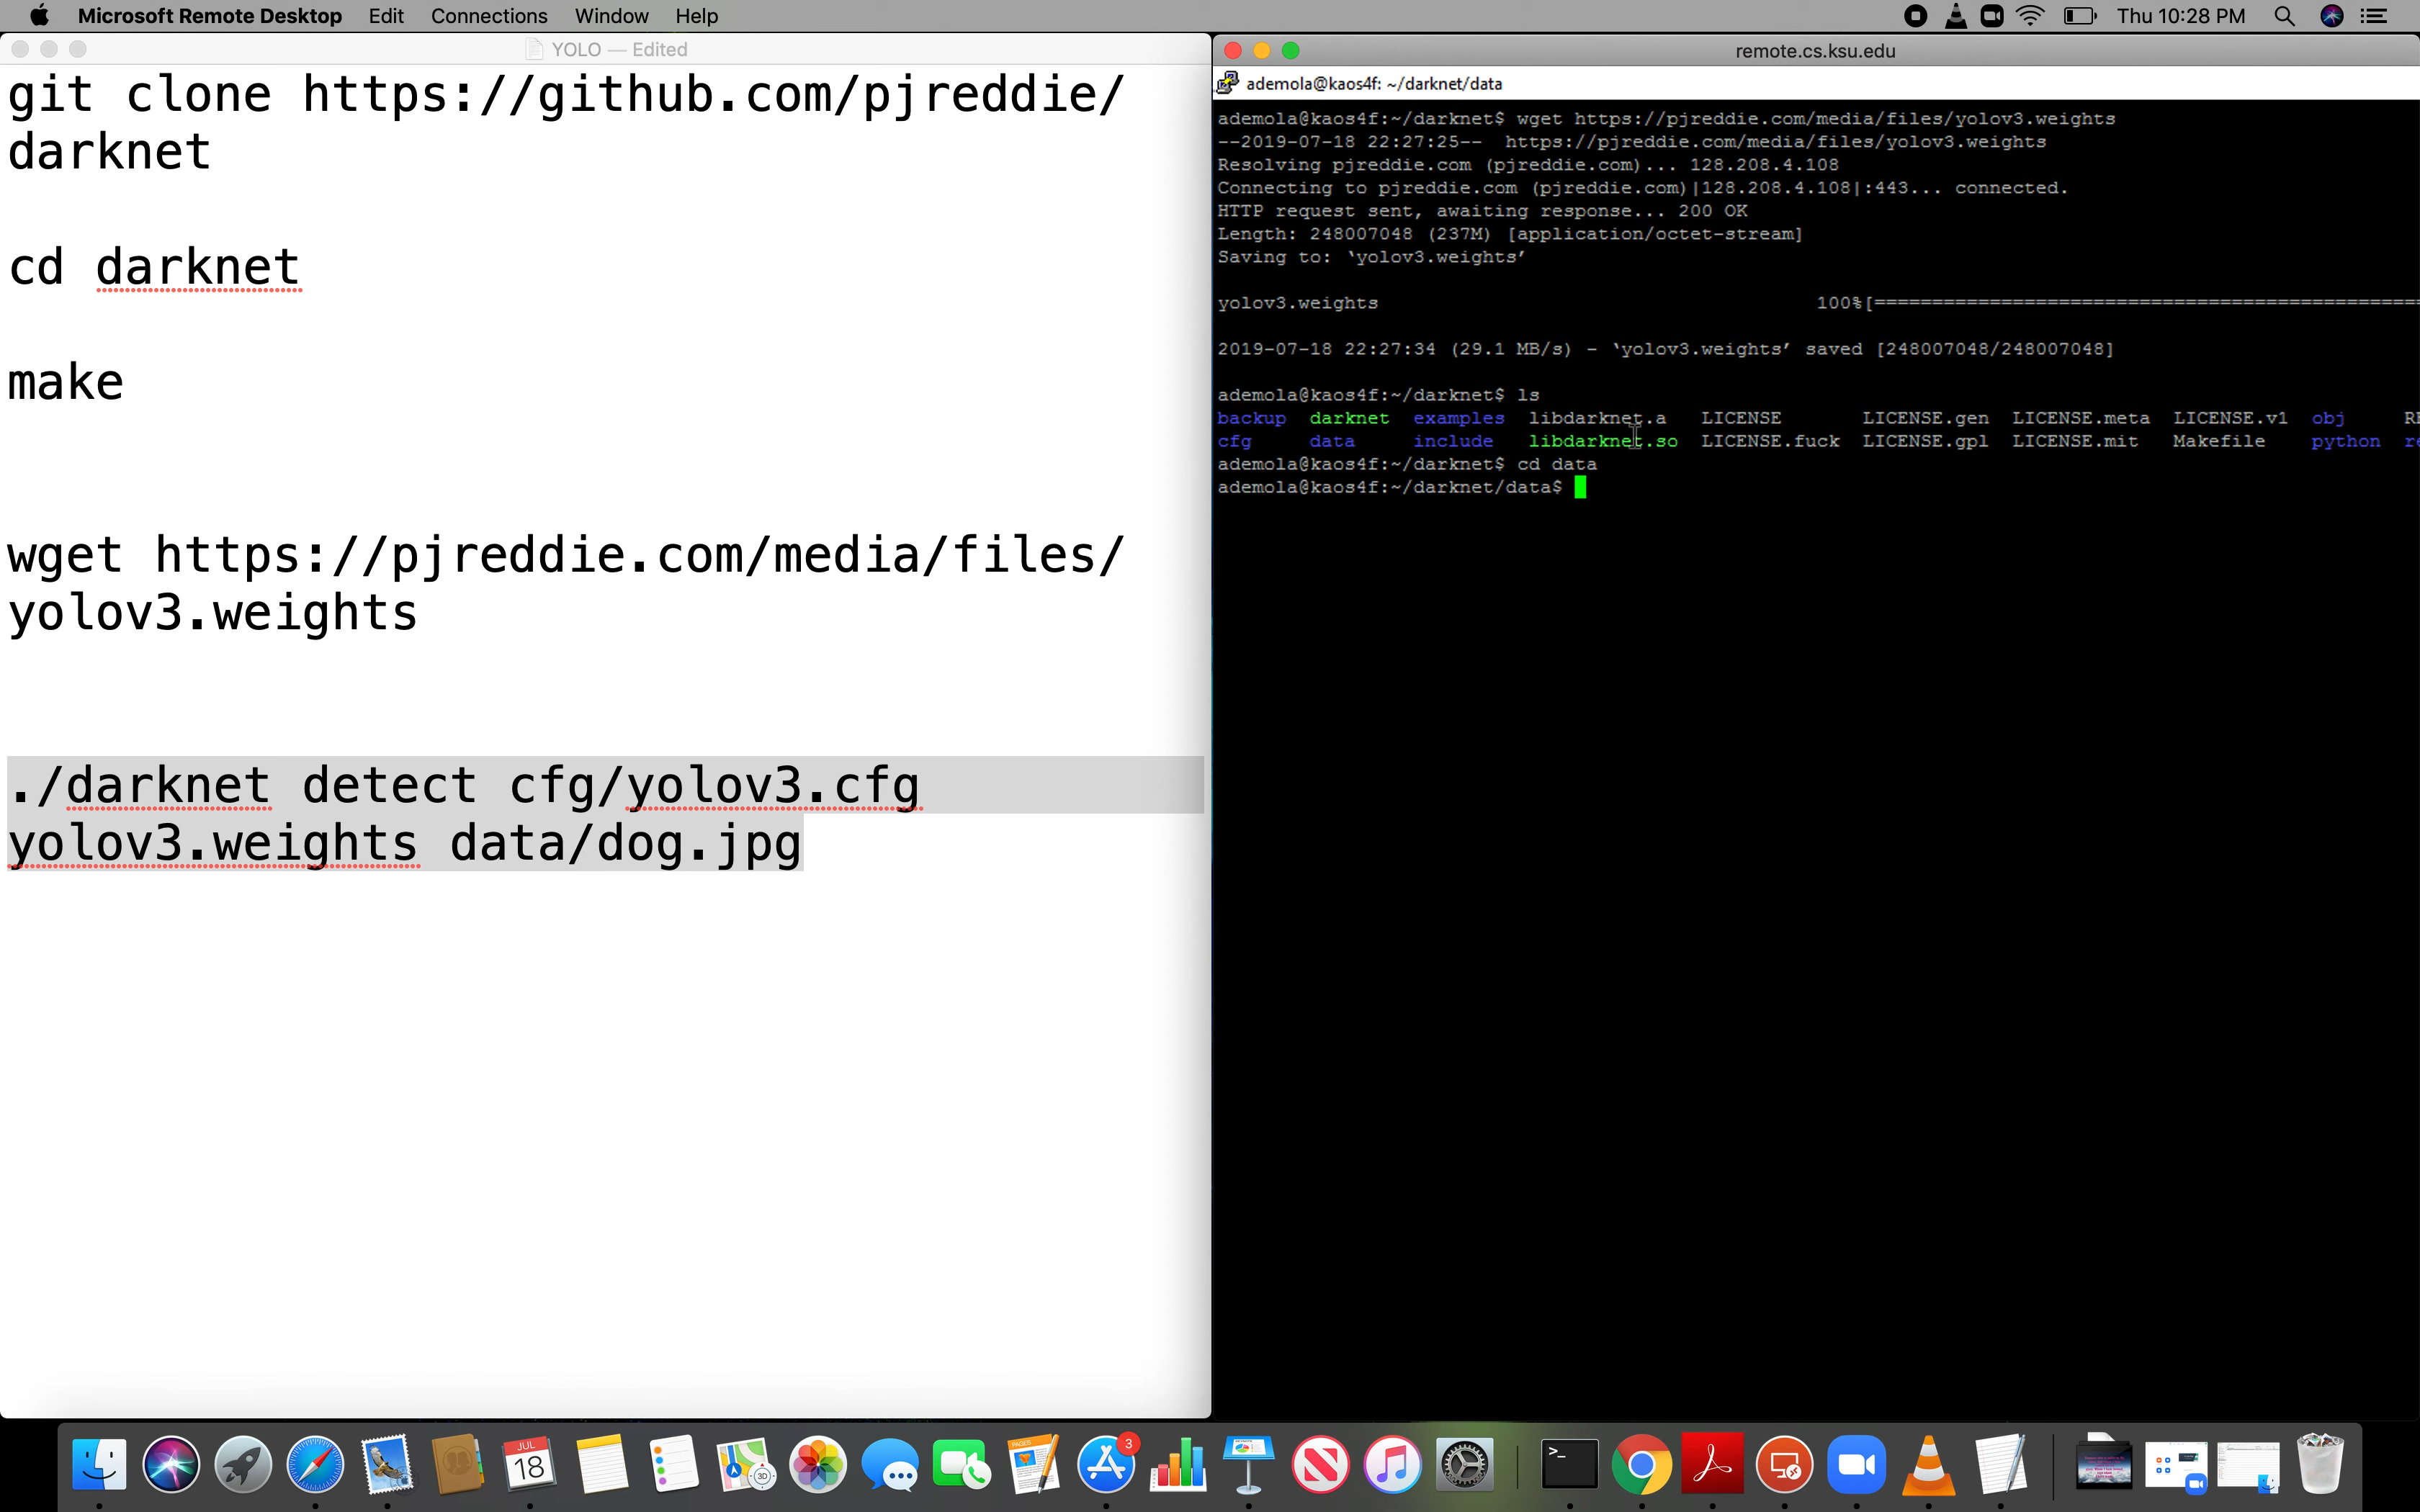 Microsoft Remote Desktop Edit Connections Window Help Thu 10:28 PM
YOLO — Edited
git clone https://github.com/pjreddie/
darknet
cd darknet
make
wget https://pjreddie.com/media/files/
yolov3.weights
./darknet detect cfg/yolov3.cfg
yolov3.weights data/dog.jpg
remote.cs.ksu.edu
ademola@kaos4f: ~/darknet/data
ademola@kaos4f:~/darknet$ wget https://pjreddie.com/media/files/yolov3.weights
--2019-07-18 22:27:25-- https://pjreddie.com/media/files/yolov3.weights
Resolving pjreddie.com (pjreddie.com)... 128.208.4.108
Connecting to pjreddie.com (pjreddie.com)|128.208.4.108|:443... connected.
HTTP request sent, awaiting response... 200 OK
Length: 248007048 (237M) [application/octet-stream]
Saving to: ‘yolov3.weights’
yolov3.weights 100%[================================================
2019-07-18 22:27:34 (29.1 MB/s) - ‘yolov3.weights’ saved [248007048/248007048]
ademola@kaos4f:~/darknet$ ls
backup darknet examples libdarknet.a LICENSE LICENSE.gen LICENSE.meta LICENSE.v1 obj
cfg data include libdarknet.so LICENSE.fuck LICENSE.gpl LICENSE.mit Makefile python
ademola@kaos4f:~/darknet$ cd data
ademola@kaos4f:~/darknet/data$
JUL
18
3D
PAGES
3
>_